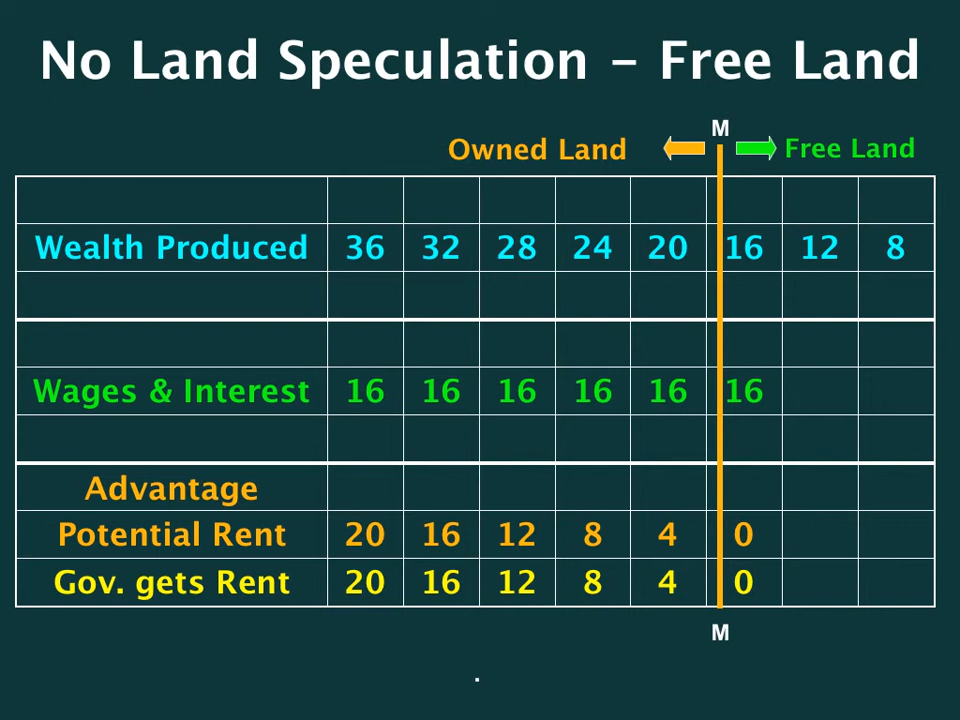 No Land Speculation – Free Land
M
Owned Land Free Land
Wealth Produced 36 32 28 24 20 16 12 8
Wages & Interest 16 16 16 16 16 16
Advantage
Potential Rent 20 16 12 8 4 0
Gov. gets Rent 20 16 12 8 4 0
M
.